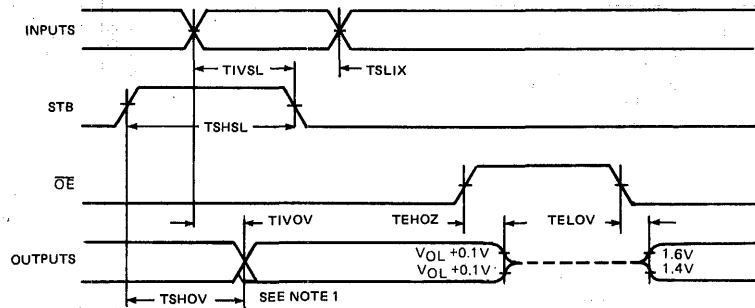 INPUTS
TIVSL
TSLIX
STB
TSHSL
OE
TIVOV
TEHOZ
TELOV
OUTPUTS
VOL +0.1V
VOL +0.1V
1.6V
1.4V
TSHOV
SEE NOTE 1